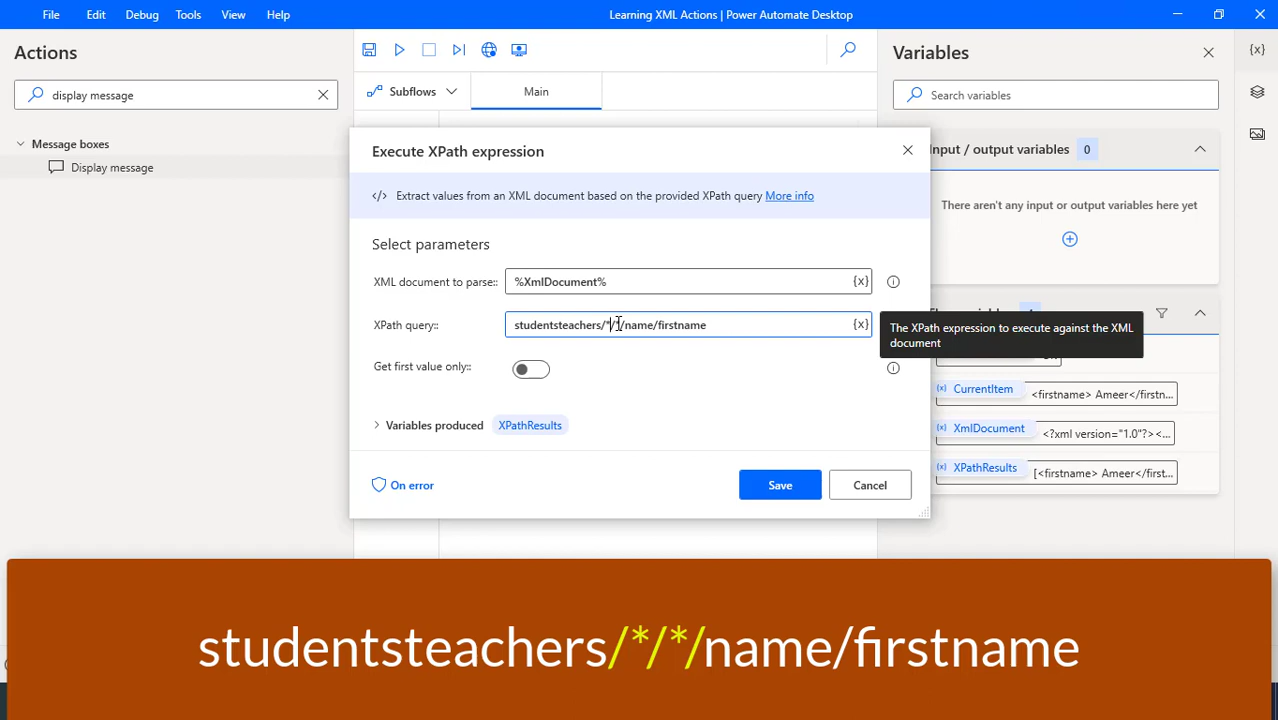 File Edit Debug Tools View Help
Learning XML Actions | Power Automate Desktop
Actions
display message
Message boxes
Display message
Subflows
Main
Execute XPath expression
</> Extract values from an XML document based on the provided XPath query More info
Select parameters
XML document to parse:: %XmlDocument% {x}
XPath query:: studentsteachers/*/*/name/firstname {x}
Get first value only::
Variables produced XPathResults
On error
Save
Cancel
Variables
{x}
Search variables
Input / output variables 0
There aren't any input or output variables here yet
The XPath expression to execute against the XML
document
(x) CurrentItem <firstname> Ameer</firstn...
(x) XmlDocument <?xml version="1.0"?><...
(x) XPathResults [<firstname> Ameer</first...
studentsteachers/*/*/name/firstname